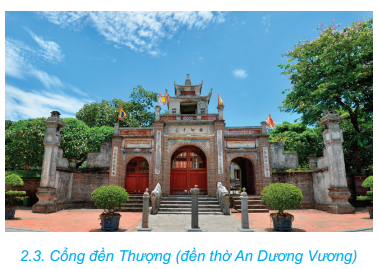 2.3. Cổng đền Thượng (đền thờ An Dương Vương)